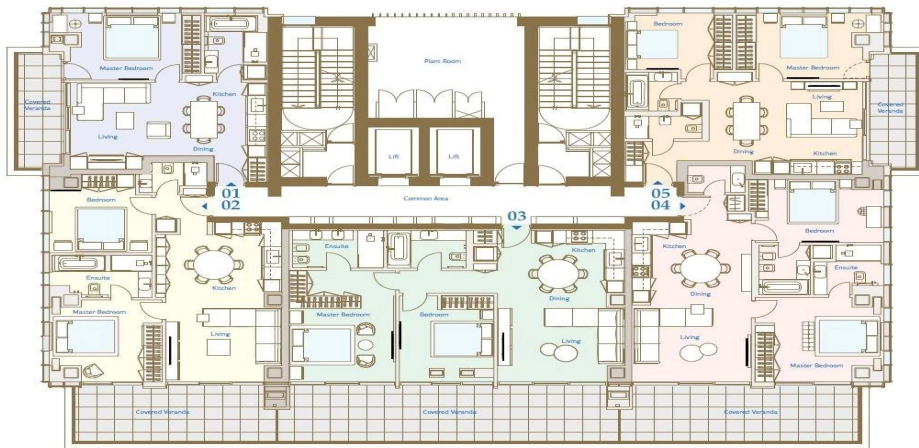 Master Bedroom
Kitchen
Living
Dining
Covered Veranda
Plant Room
Lift
Lift
Common Area
Bedroom
Master Bedroom
Living
Dining
Kitchen
Covered Veranda
01
02
03
05
04
Bedroom
Ensuite
Kitchen
Master Bedroom
Living
Ensuite
Master Bedroom
Bedroom
Kitchen
Dining
Living
Kitchen
Dining
Living
Bedroom
Ensuite
Master Bedroom
Covered Veranda
Covered Veranda
Covered Veranda